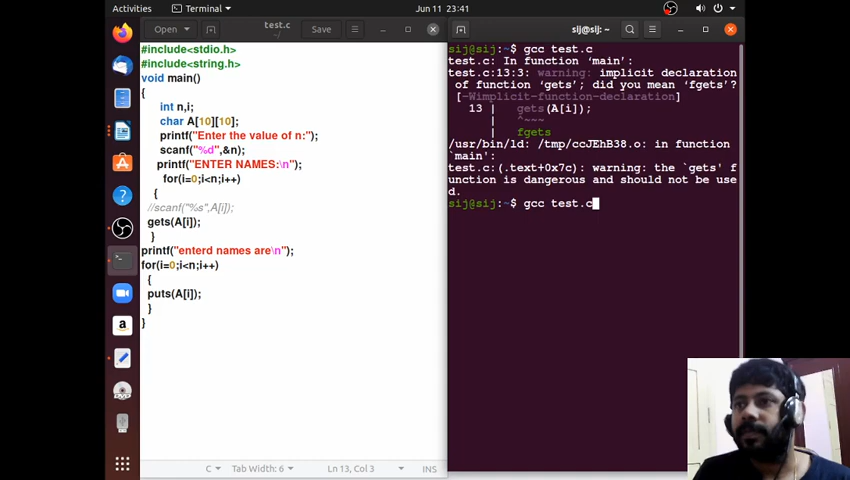 Activities
Terminal
Jun 11 23:41
Open
test.c
~/
Save
sij@sij: ~
#include<stdio.h>
#include<string.h>
void main()
{
int n,i;
char A[10][10];
printf("Enter the value of n:");
scanf("%d",&n);
printf("ENTER NAMES:\n");
for(i=0;i<n;i++)
{
//scanf("%s",A[i]);
gets(A[i]);
}
printf("enterd names are\n");
for(i=0;i<n;i++)
{
puts(A[i]);
}
}
C
Tab Width: 6
Ln 13, Col 3
INS
sij@sij:~$ gcc test.c
test.c: In function ‘main’:
test.c:13:3: warning: implicit declaration
of function ‘gets’; did you mean ‘fgets’?
[-Wimplicit-function-declaration]
13 |   gets(A[i]);
|   ^~~~
|   fgets
/usr/bin/ld: /tmp/ccJEhB38.o: in function
`main':
test.c:(.text+0x7c): warning: the `gets' f
unction is dangerous and should not be use
d.
sij@sij:~$ gcc test.c